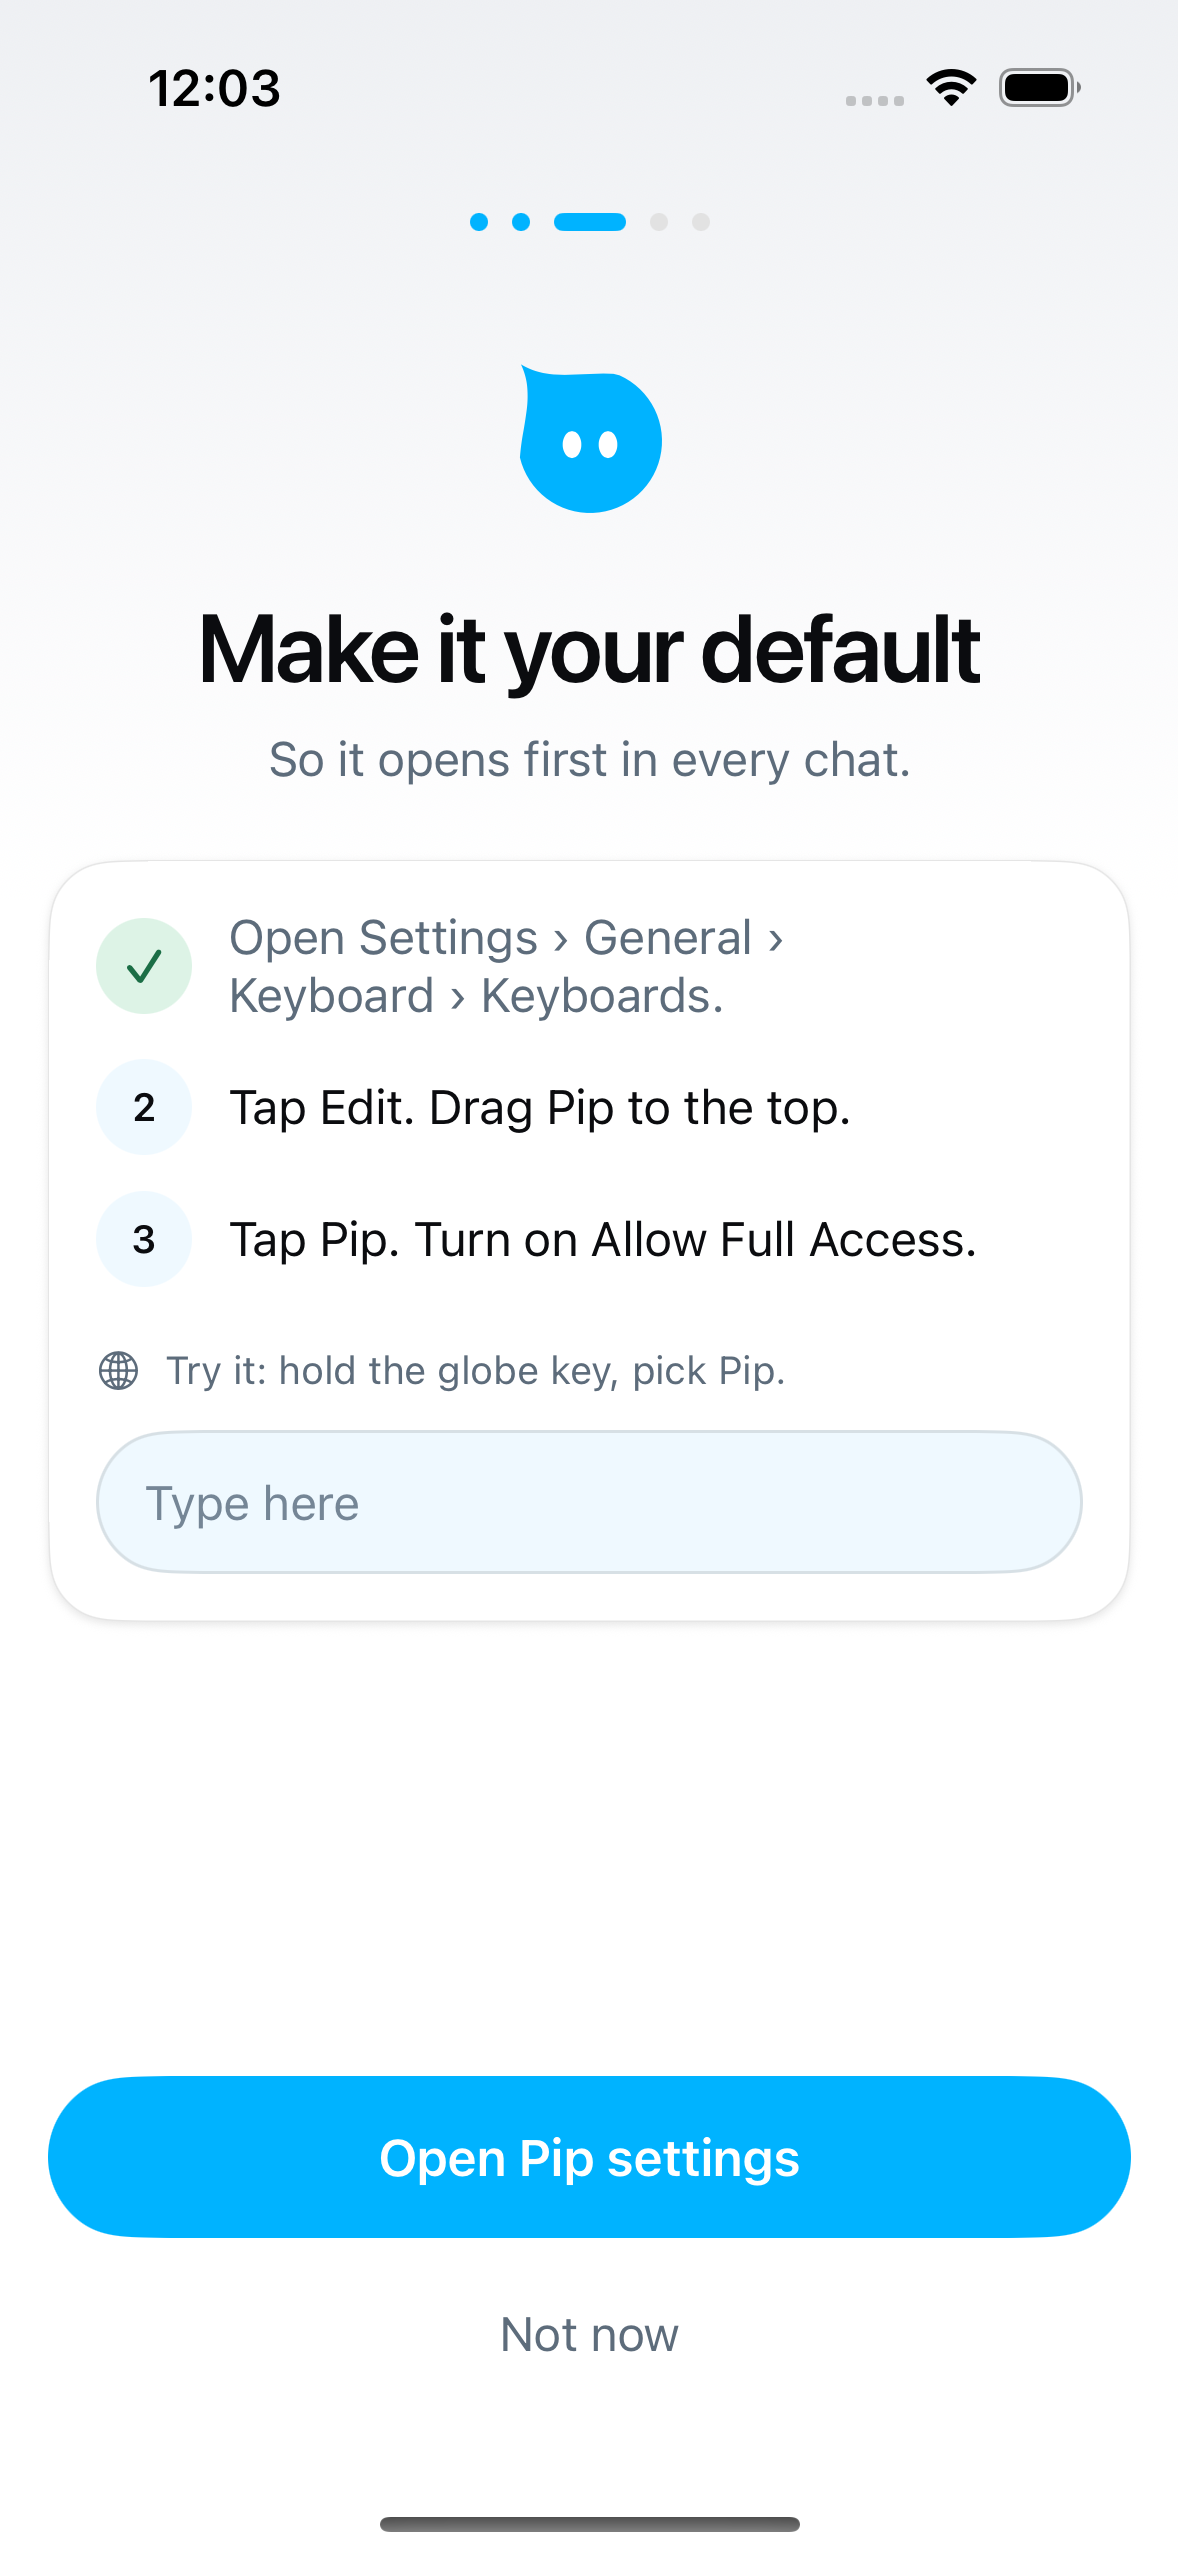 12:03
Make it your default
So it opens first in every chat.
Open Settings › General ›
Keyboard › Keyboards.
2
Tap Edit. Drag Pip to the top.
3
Tap Pip. Turn on Allow Full Access.
Try it: hold the globe key, pick Pip.
Type here
Open Pip settings
Not now